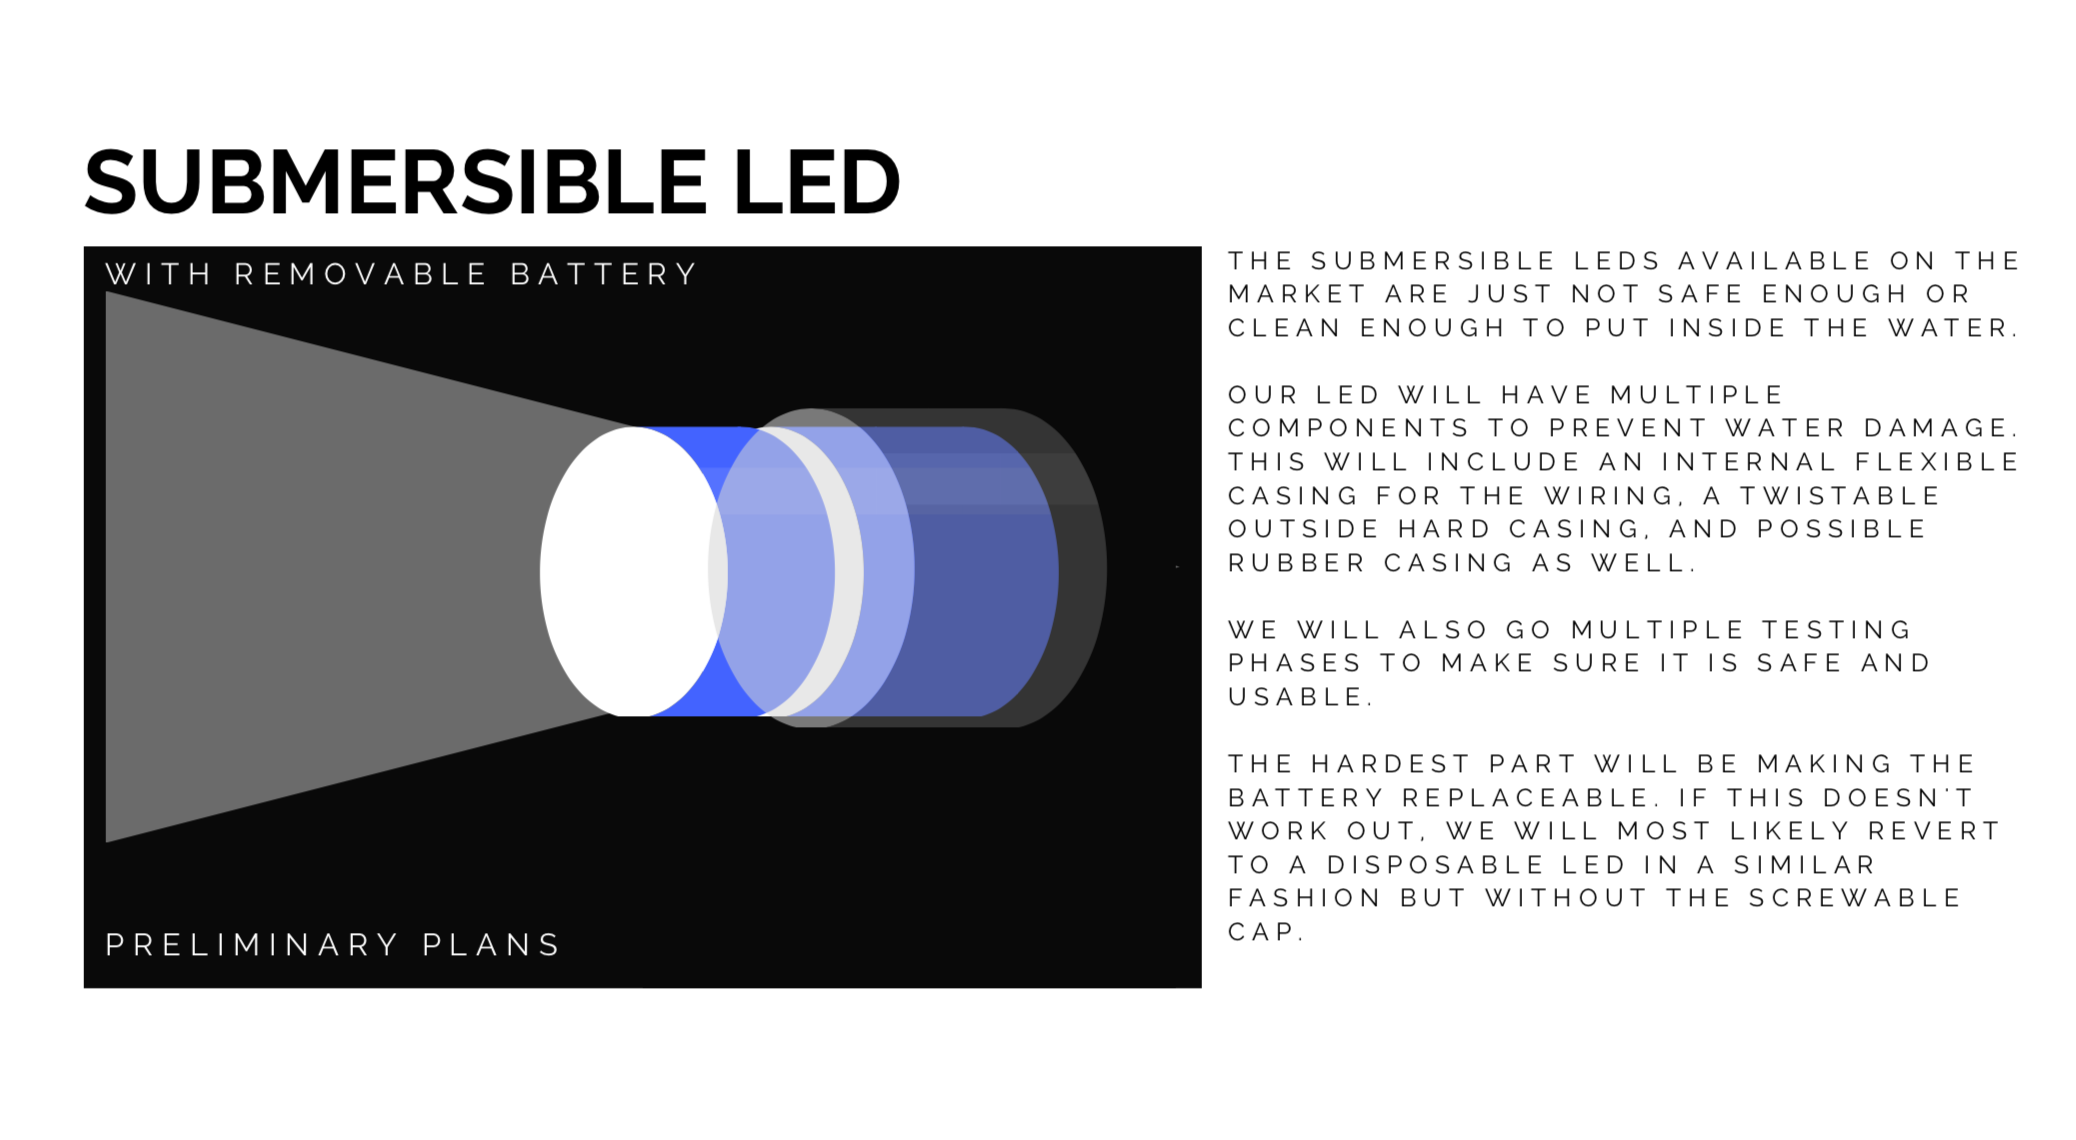 SUBMERSIBLE LED
WITH REMOVABLE BATTERY
PRELIMINARY PLANS
THE SUBMERSIBLE LEDS AVAILABLE ON THE
MARKET ARE JUST NOT SAFE ENOUGH OR
CLEAN ENOUGH TO PUT INSIDE THE WATER.
OUR LED WILL HAVE MULTIPLE
COMPONENTS TO PREVENT WATER DAMAGE.
THIS WILL INCLUDE AN INTERNAL FLEXIBLE
CASING FOR THE WIRING, A TWISTABLE
OUTSIDE HARD CASING, AND POSSIBLE
RUBBER CASING AS WELL.
WE WILL ALSO GO MULTIPLE TESTING
PHASES TO MAKE SURE IT IS SAFE AND
USABLE.
THE HARDEST PART WILL BE MAKING THE
BATTERY REPLACEABLE. IF THIS DOESN'T
WORK OUT, WE WILL MOST LIKELY REVERT
TO A DISPOSABLE LED IN A SIMILAR
FASHION BUT WITHOUT THE SCREWABLE
CAP.